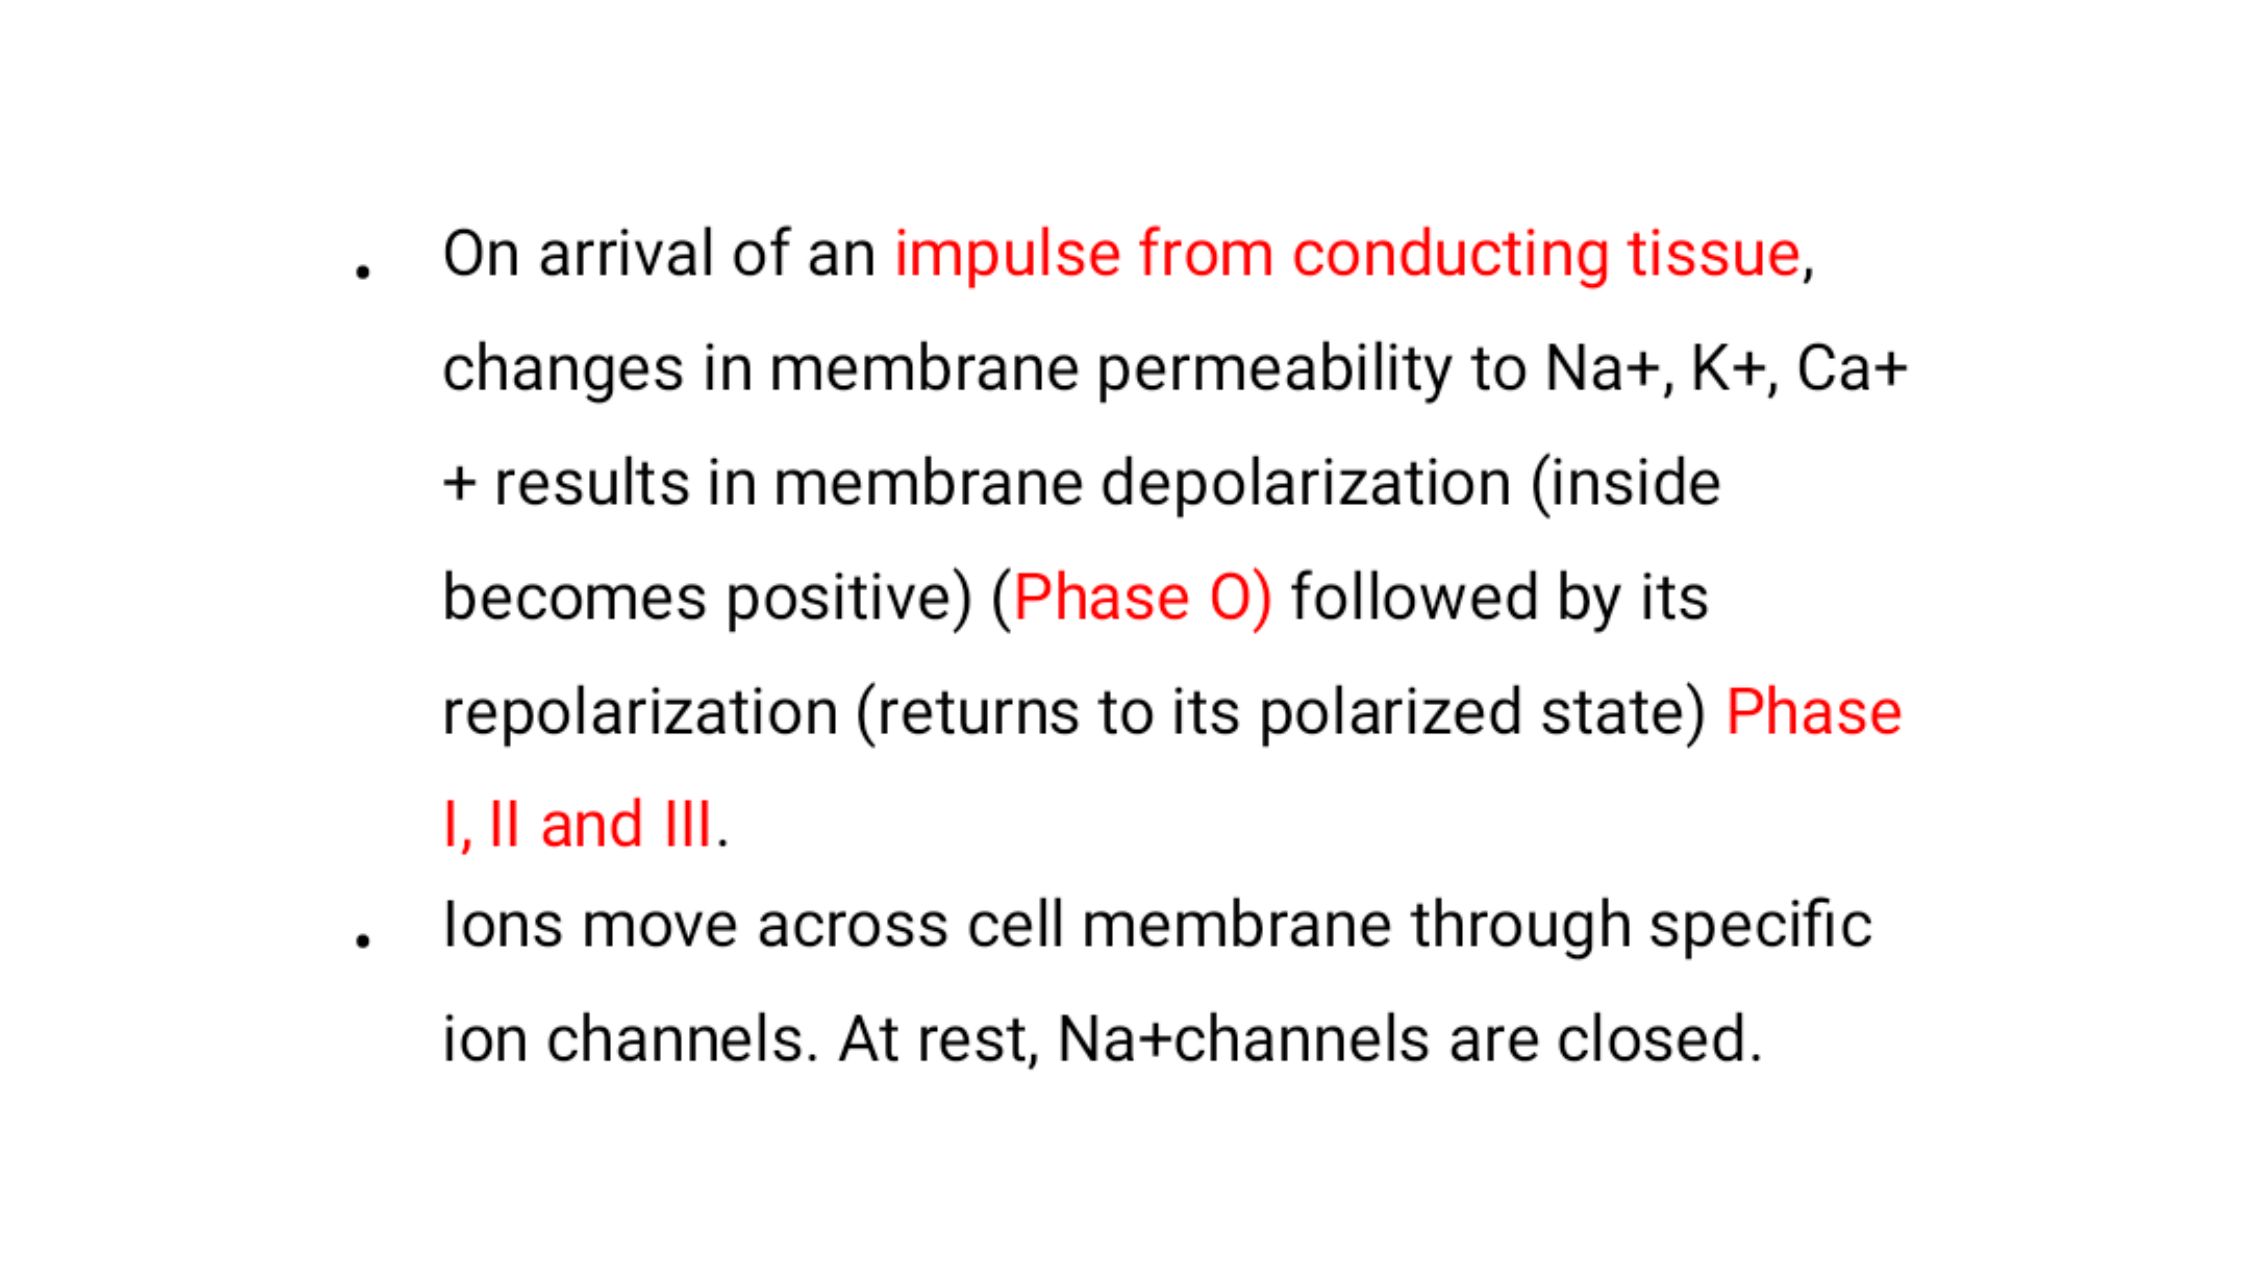 . On arrival of an impulse from conducting tissue,
changes in membrane permeability to Na+, K+, Ca+
+ results in membrane depolarization (inside
becomes positive) (Phase O) followed by its
repolarization (returns to its polarized state) Phase
I, II and III.
. Ions move across cell membrane through specific
ion channels. At rest, Na+channels are closed.